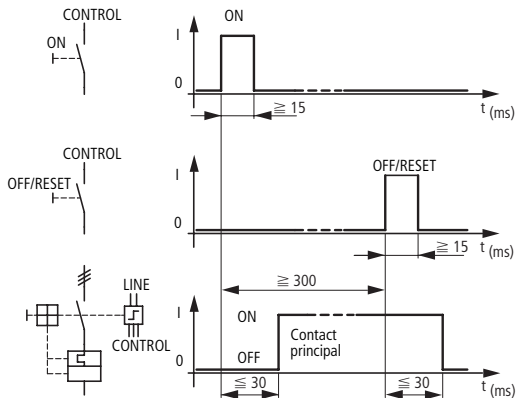 CONTROL
ON
I
ON
0
≧ 15
t (ms)
CONTROL
OFF/RESET
I
OFF/RESET
0
≧ 15
t (ms)
LINE
CONTROL
≧ 300
I
ON
Contact
principal
0
OFF
≦ 30
≦ 30
t (ms)